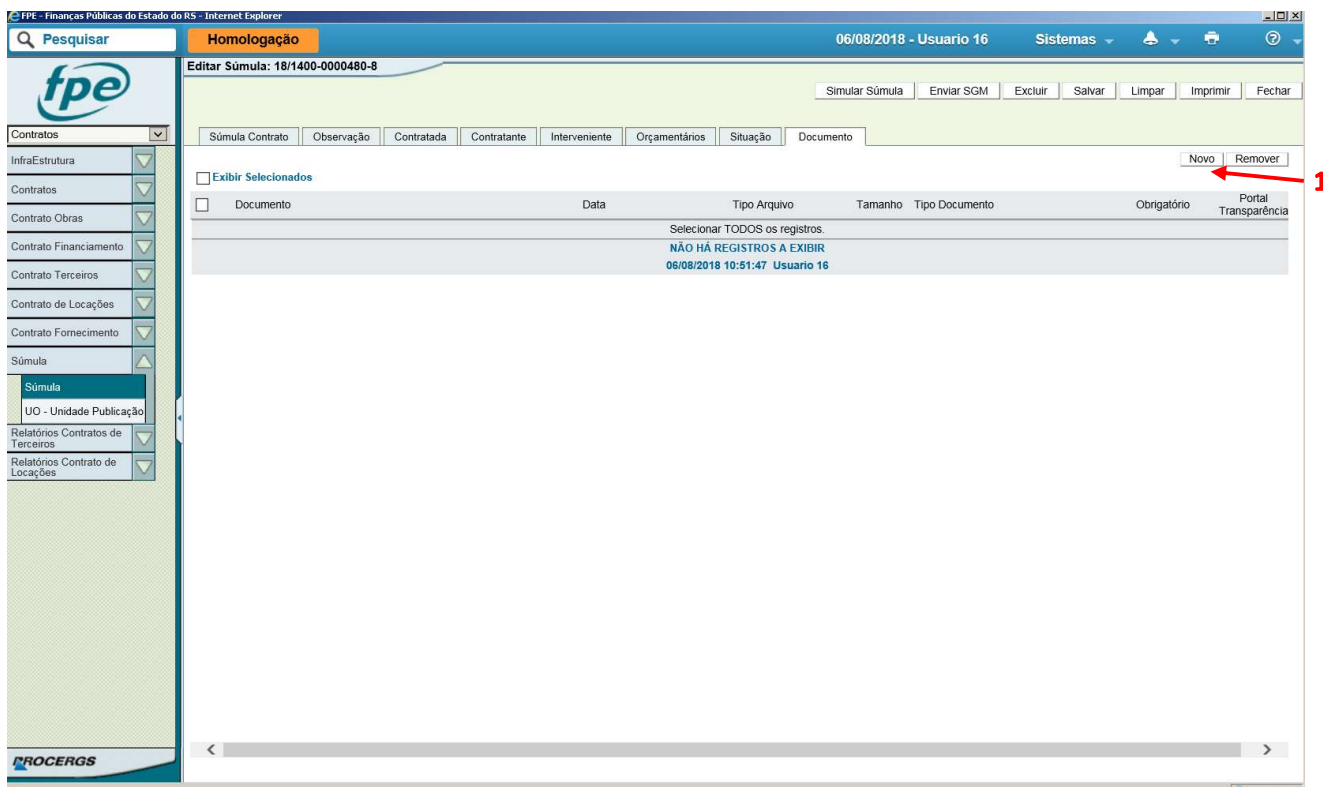 FPE - Finanças Públicas do Estado do RS - Internet Explorer
Pesquisar
Homologação
06/08/2018 - Usuario 16
Sistemas
fpe
Editar Súmula: 18/1400-0000480-8
Simular Súmula Enviar SGM Excluir Salvar Limpar Imprimir Fechar
Contratos
Súmula Contrato Observação Contratada Contratante Interveniente Orçamentários Situação Documento
InfraEstrutura
Contratos
Contrato Obras
Contrato Financiamento
Contrato Terceiros
Contrato de Locações
Contrato Fornecimento
Súmula
Súmula
UO - Unidade Publicação
Relatórios Contratos de
Terceiros
Relatórios Contrato de
Locações
PROCERGS
Novo Remover
1
Exibir Selecionados
Documento Data Tipo Arquivo Tamanho Tipo Documento Obrigatório Portal
Transparência
Selecionar TODOS os registros.
NÃO HÁ REGISTROS A EXIBIR
06/08/2018 10:51:47 Usuario 16